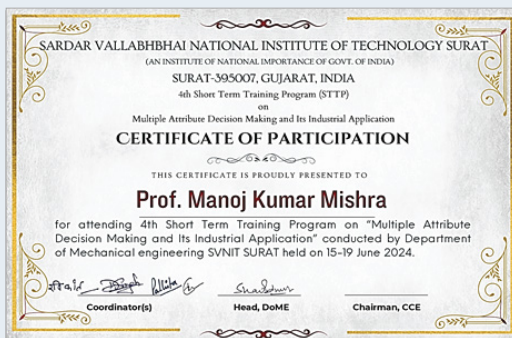 SARDAR VALLABHBHAI NATIONAL INSTITUTE OF TECHNOLOGY SURAT
(AN INSTITUTE OF NATIONAL IMPORTANCE OF GOVT. OF INDIA)
SURAT-395007, GUJARAT, INDIA
4th Short Term Training Program (STTP)
on
Multiple Attribute Decision Making and Its Industrial Application
CERTIFICATE OF PARTICIPATION
THIS CERTIFICATE IS PROUDLY PRESENTED TO
Prof. Manoj Kumar Mishra
for attending 4th Short Term Training Program on "Multiple Attribute
Decision Making and Its Industrial Application" conducted by Department
of Mechanical engineering SVNIT SURAT held on 15-19 June 2024.
Coordinator(s) Head, DoME Chairman, CCE